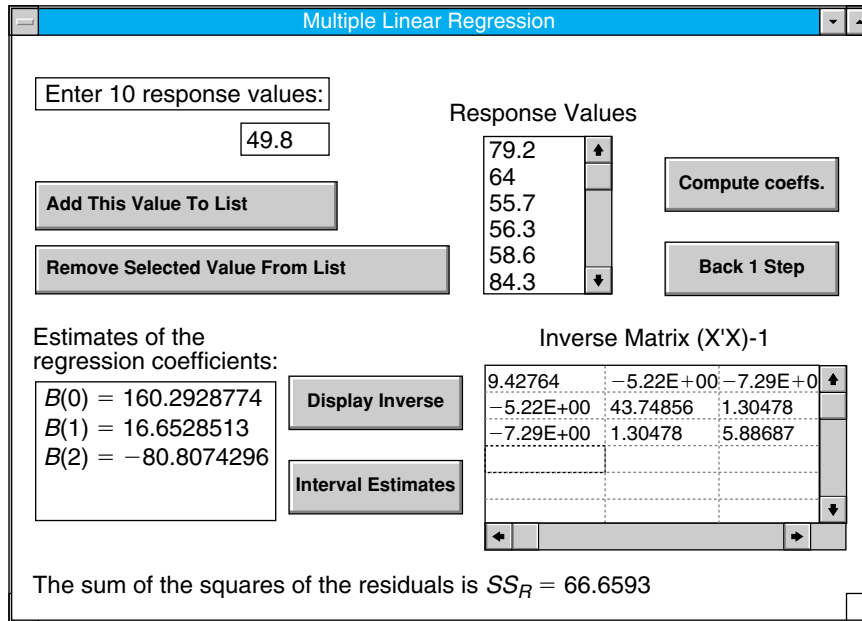 Multiple Linear Regression
Enter 10 response values:
49.8
Response Values
79.2
64
55.7
56.3
58.6
84.3
Compute coeffs.
Add This Value To List
Remove Selected Value From List
Back 1 Step
Estimates of the
regression coefficients:
B(0) = 160.2928774
B(1) = 16.6528513
B(2) = −80.8074296
Display Inverse
Interval Estimates
Inverse Matrix (X'X)-1
9.42764 −5.22E+00 −7.29E+0
−5.22E+00 43.74856 1.30478
−7.29E+00 1.30478 5.88687
The sum of the squares of the residuals is SS_R = 66.6593